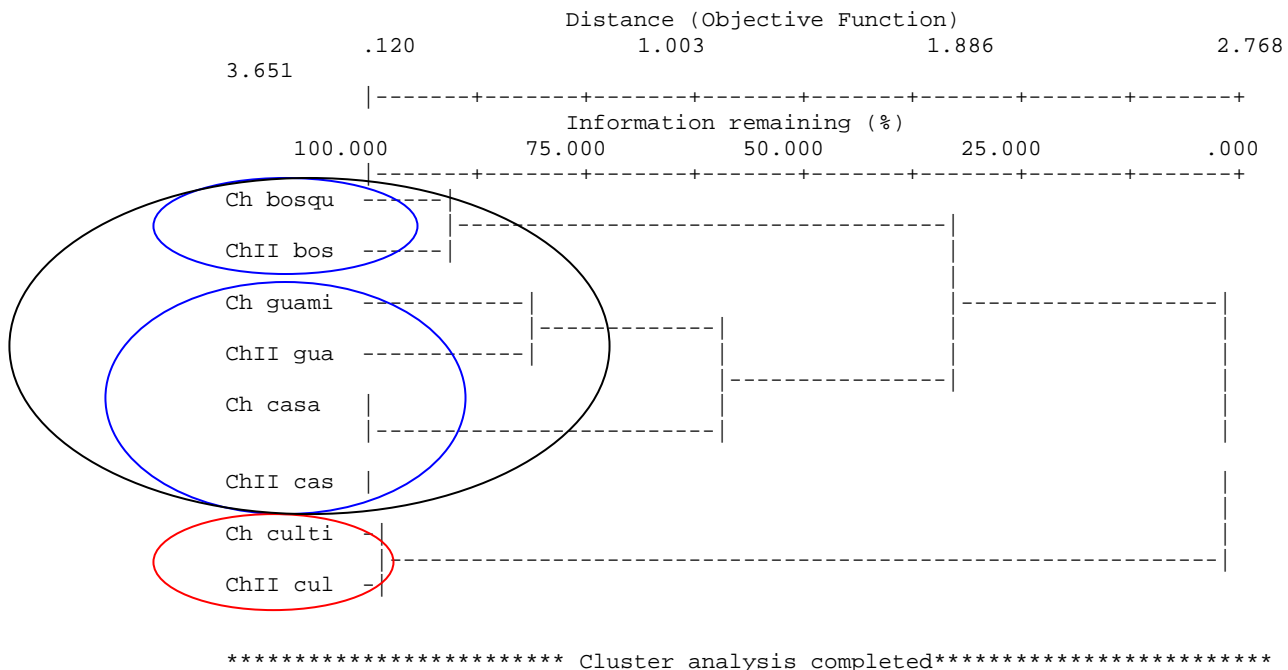 Distance (Objective Function)
.120 1.003 1.886 2.768
3.651
|-------+-------+-------+-------+-------+-------+-------+-------+
Information remaining (%)
100.000 75.000 50.000 25.000 .000
|-------+-------+-------+-------+-------+-------+-------+-------+
Ch bosqu
ChII bos
Ch guami
ChII gua
Ch casa
ChII cas
Ch culti
ChII cul
************************* Cluster analysis completed*************************